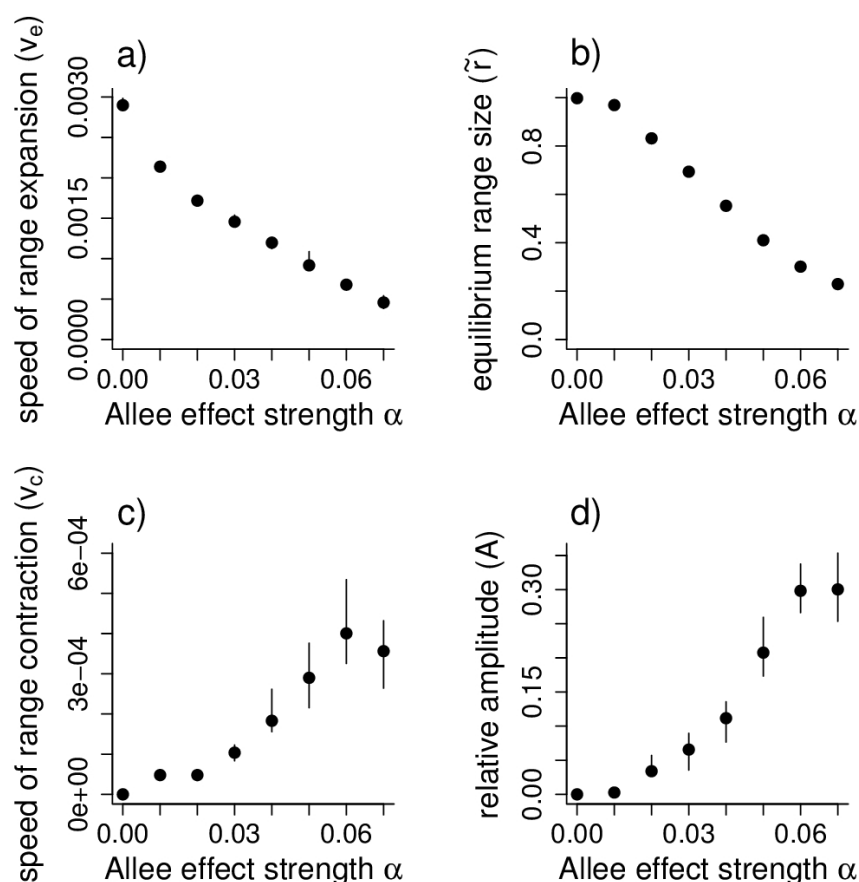 a)
speed of range expansion (vₑ)
0.0030
0.0015
0.0000
0.00 0.03 0.06
Allee effect strength α
b)
equilibrium range size (r̃)
0.8
0.4
0.0
0.00 0.03 0.06
Allee effect strength α
c)
speed of range contraction (v_c)
6e−04
3e−04
0e+00
0.00 0.03 0.06
Allee effect strength α
d)
relative amplitude (A)
0.30
0.15
0.00
0.00 0.03 0.06
Allee effect strength α